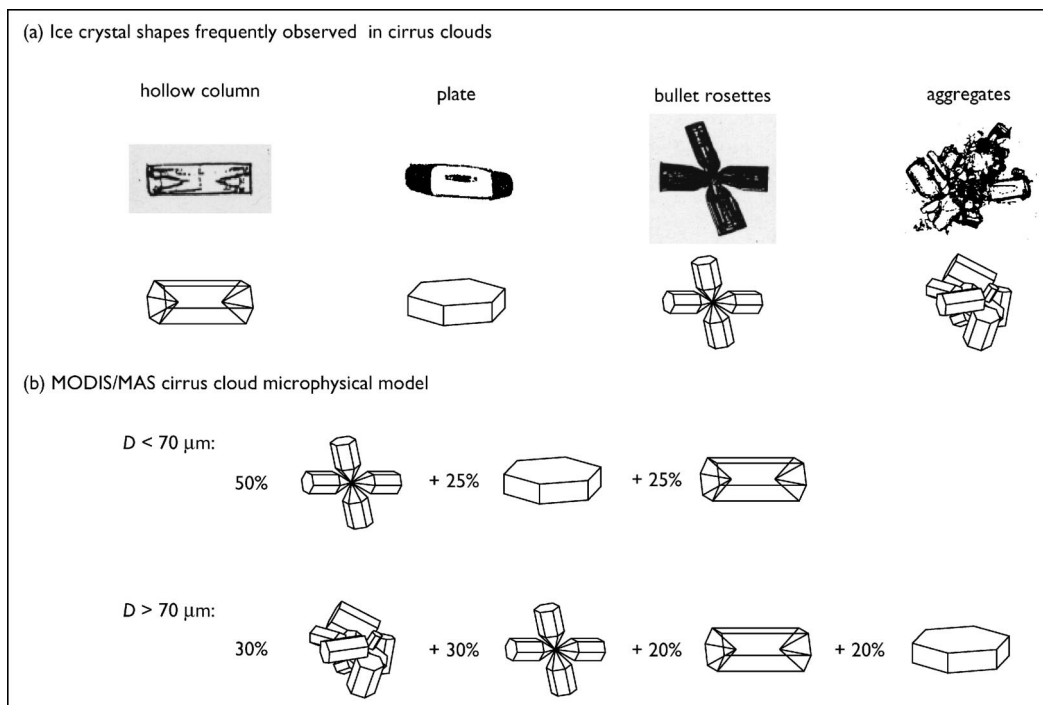 (a) Ice crystal shapes frequently observed  in cirrus clouds
hollow column plate bullet rosettes aggregates
(b) MODIS/MAS cirrus cloud microphysical model
D < 70 μm:
50% + 25% + 25%
D > 70 μm:
30% + 30% + 20% + 20%